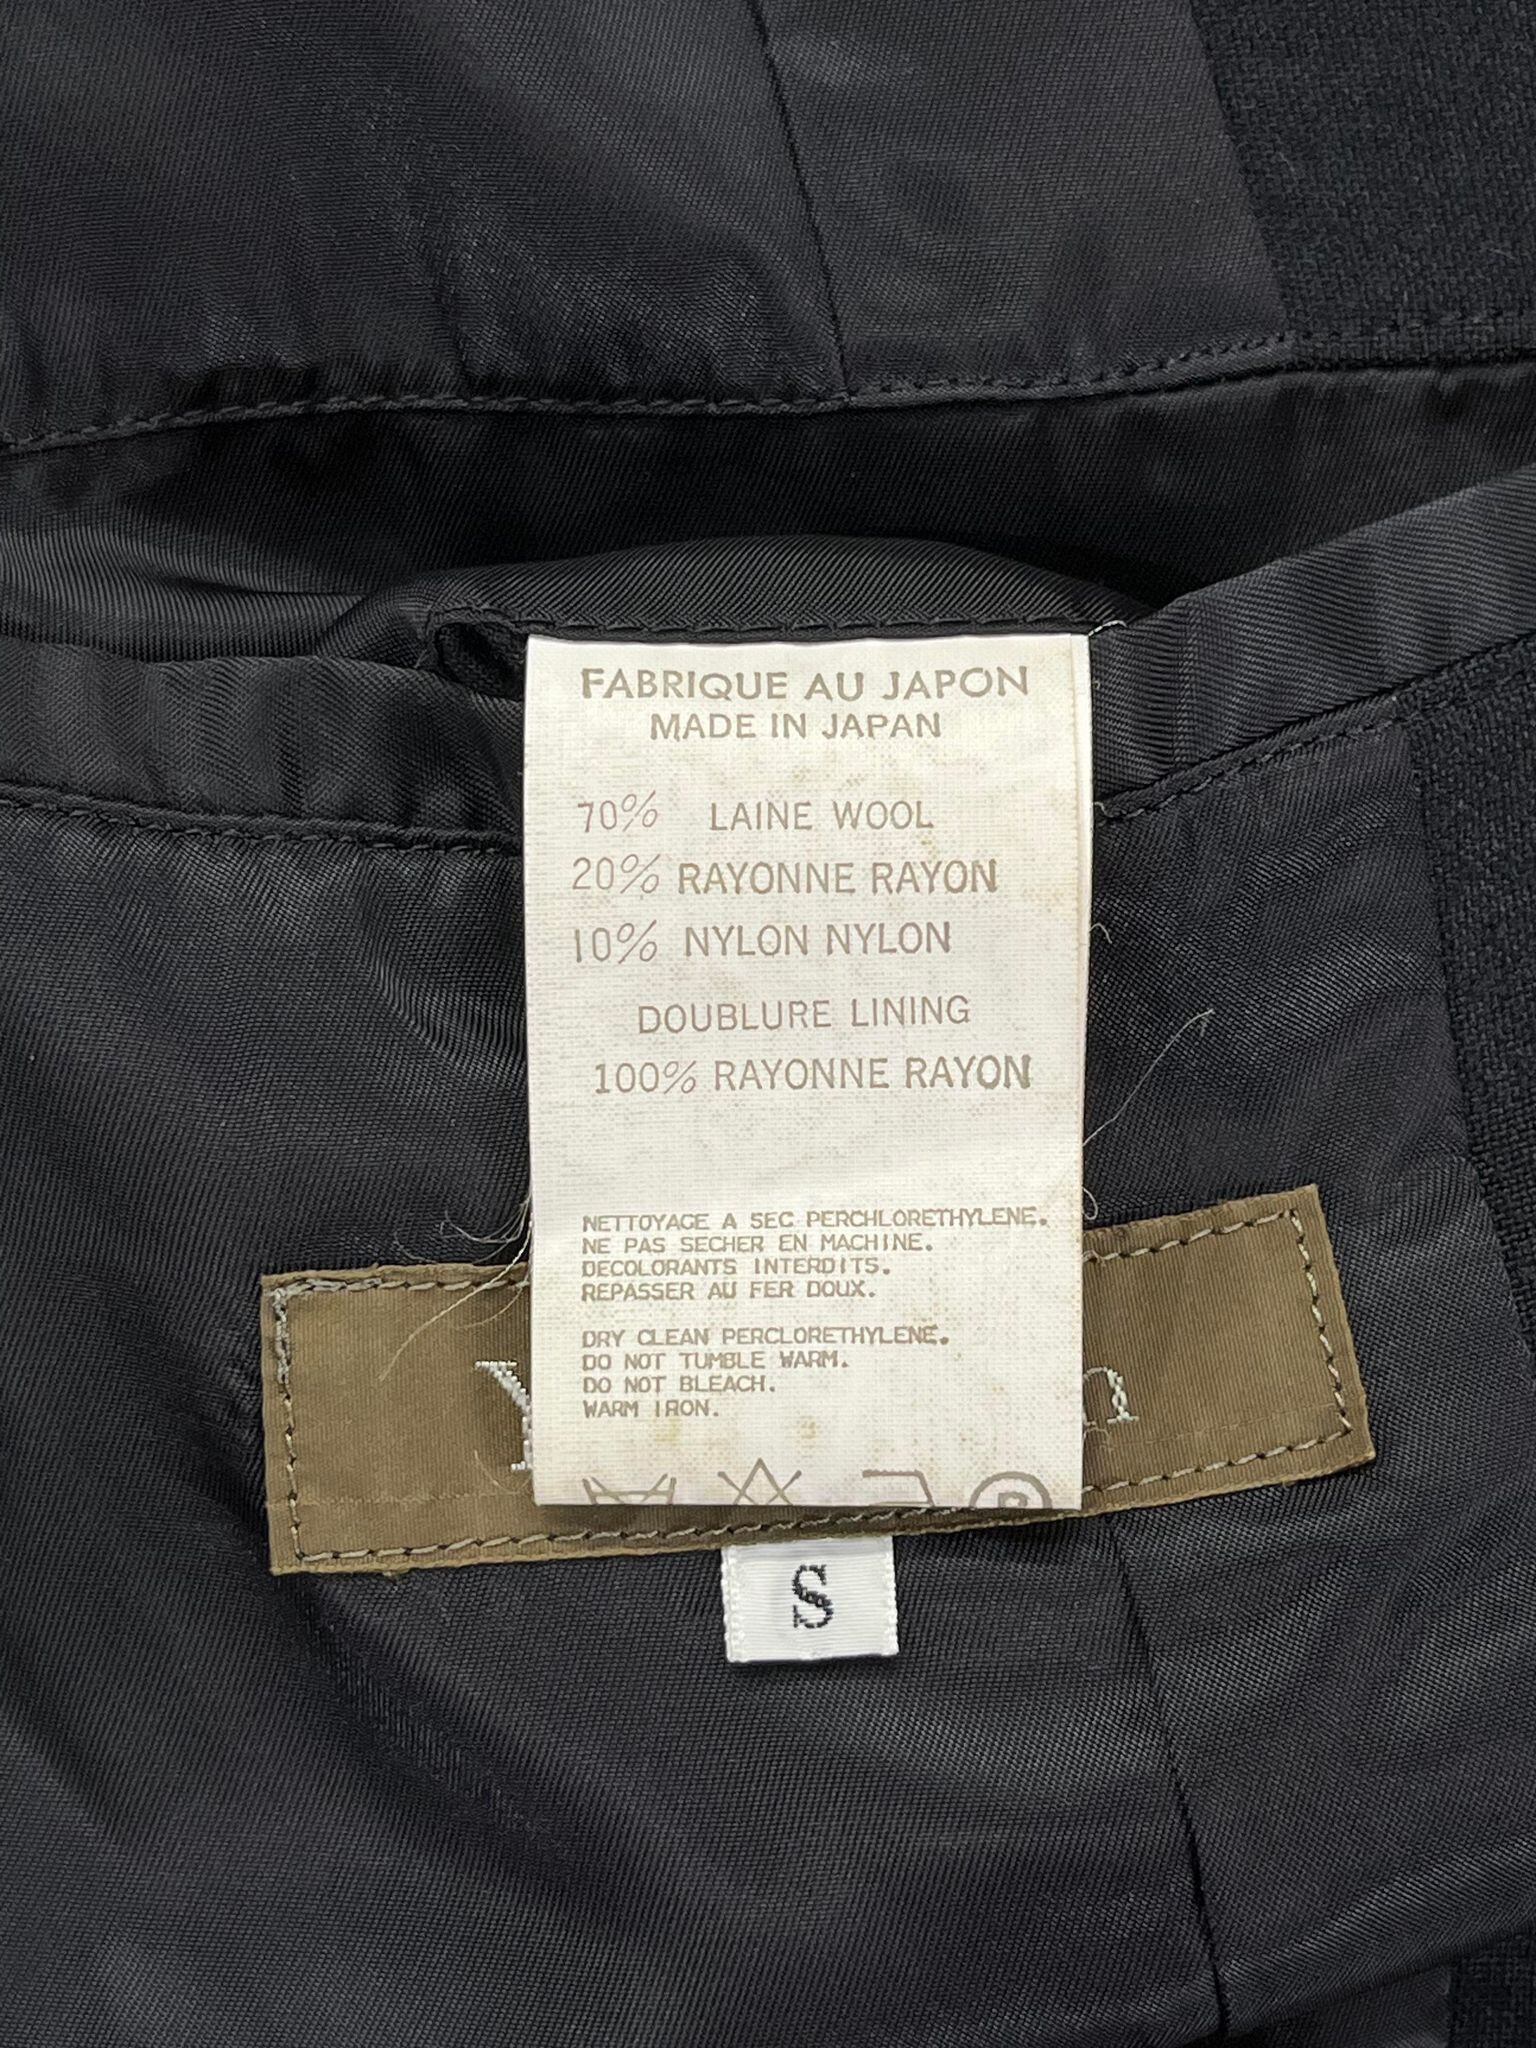 FABRIQUE AU JAPON
MADE IN JAPAN
70% LAINE WOOL
20% RAYONNE RAYON
10% NYLON NYLON
DOUBLURE LINING
100% RAYONNE RAYON
NETTOYAGE A SEC PERCHLORETHYLENE.
NE PAS SECHER EN MACHINE.
DECOLORANTS INTERDITS.
REPASSER AU FER DOUX.
DRY CLEAN PERCLORETHYLENE.
DO NOT TUMBLE WARM.
DO NOT BLEACH.
WARM IRON.
S